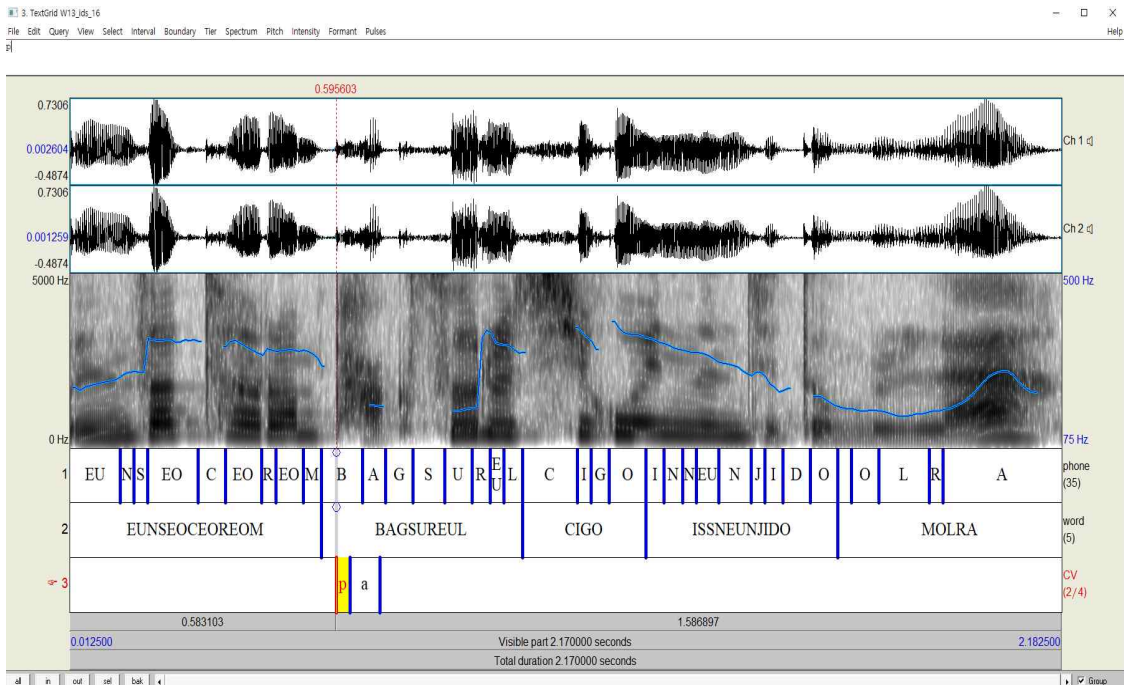 3. TextGrid W13_ids_16
File Edit Query View Select Interval Boundary Tier Spectrum Pitch Intensity Formant Pulses Help
p
0.595603
0.7306
0.002604
-0.4874
Ch 1
0.7306
0.001259
-0.4874
Ch 2
5000 Hz
500 Hz
0 Hz
75 Hz
1 EU N S EO C EO R EO M B A G S U R EU L C I G O I N N EU N J I D O O L R A phone (35)
2 EUNSEOCEOREOM BAGSUREUL CIGO ISSNEUNJIDO MOLRA word (5)
3 p a CV (2/4)
0.583103 1.586897
0.012500 Visible part 2.170000 seconds 2.182500
Total duration 2.170000 seconds
all in out sel bak Group